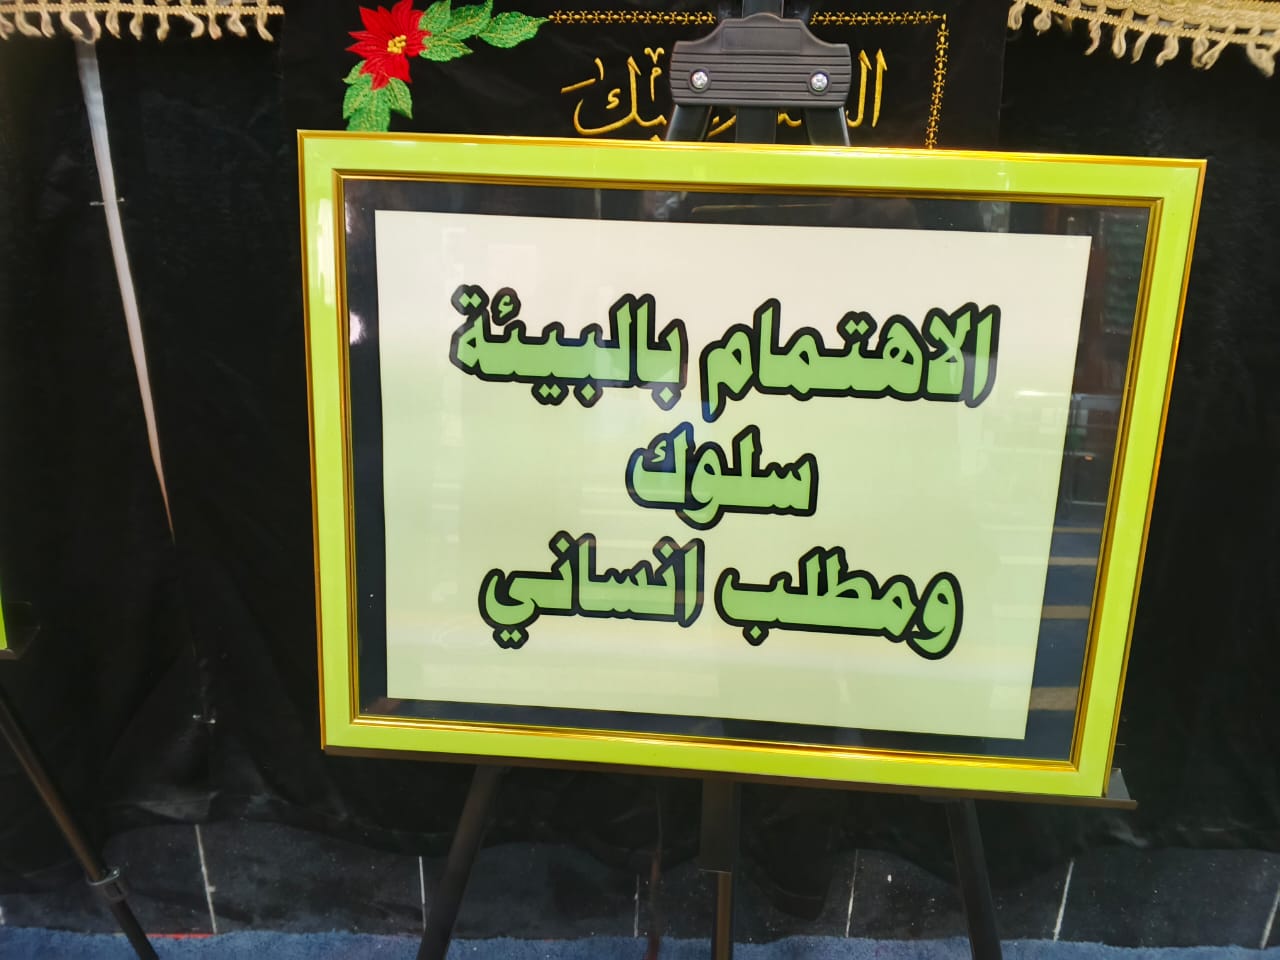 الاهتمام بالبيئة
سلوك
ومطلب انساني